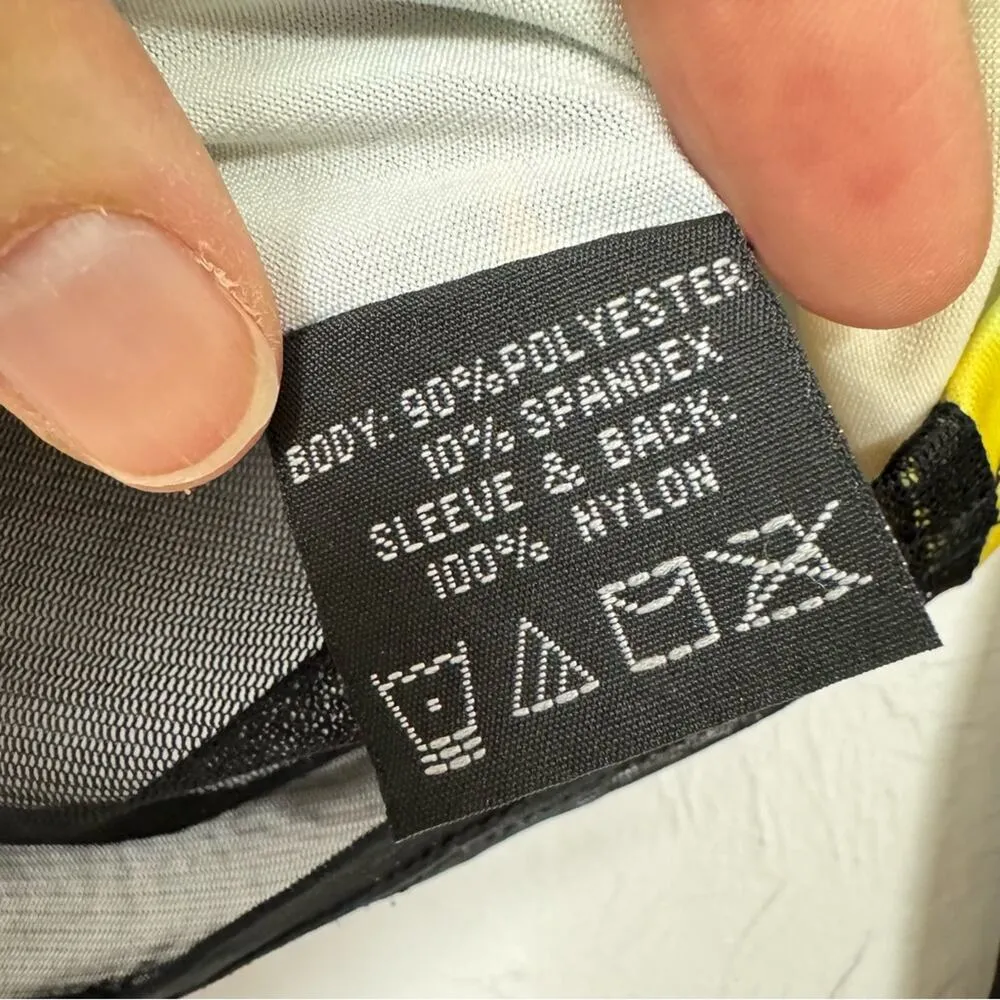 BODY: 90%POLYESTER
10% SPANDEX
SLEEVE & BACK:
100% NYLON